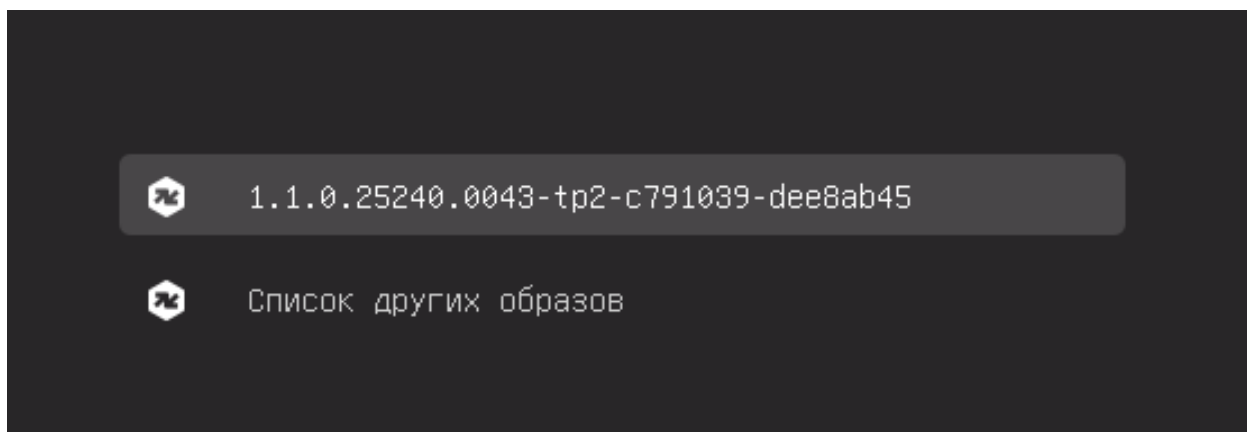 1.1.0.25240.0043-tp2-c791039-dee8ab45
Список других образов